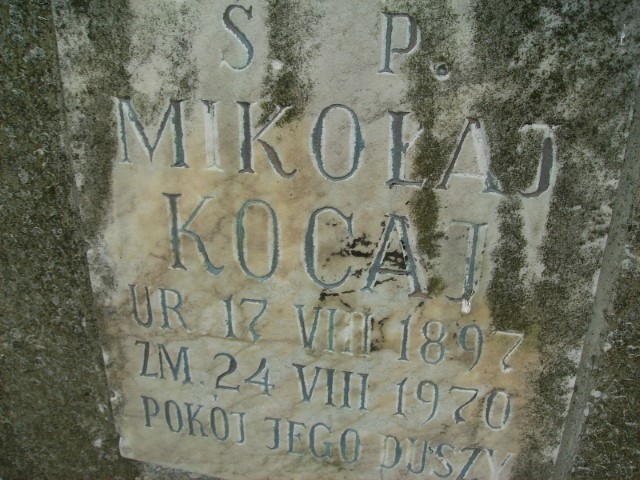 S. P.
MIKOŁAJ
KOCAJ
UR 17 VIII 1897
ZM. 24 VIII 1970
POKÓJ JEGO DUSZY